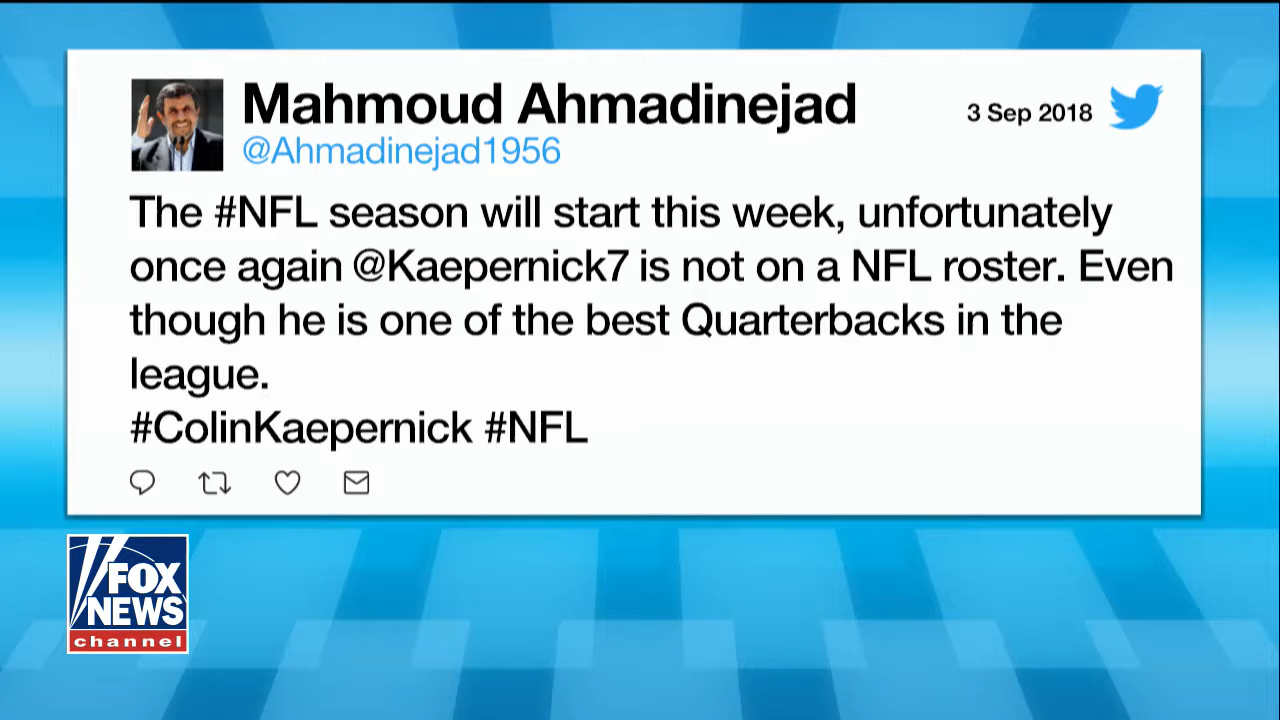 Mahmoud Ahmadinejad
3 Sep 2018
@Ahmadinejad1956
The #NFL season will start this week, unfortunately
once again @Kaepernick7 is not on a NFL roster. Even
though he is one of the best Quarterbacks in the
league.
#ColinKaepernick #NFL
FOX
NEWS
channel